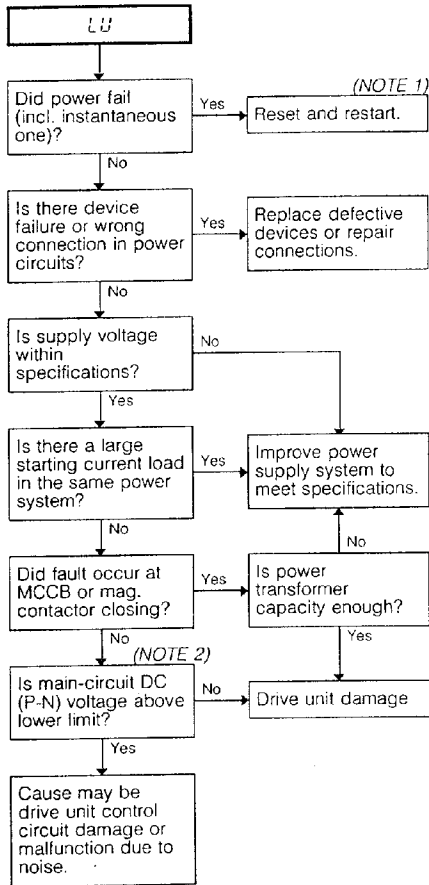 LU
(NOTE 1)
Did power fail
(incl. instantaneous
one)?
Yes
Reset and restart.
No
Is there device
failure or wrong
connection in power
circuits?
Yes
Replace defective
devices or repair
connections.
No
Is supply voltage
within
specifications?
No
Yes
Is there a large
starting current load
in the same power
system?
Yes
Improve power
supply system to
meet specifications.
No
No
Did fault occur at
MCCB or mag.
contactor closing?
Yes
Is power
transformer
capacity enough?
No
(NOTE 2)
Yes
Is main-circuit DC
(P-N) voltage above
lower limit?
No
Drive unit damage
Yes
Cause may be
drive unit control
circuit damage or
malfunction due to
noise.